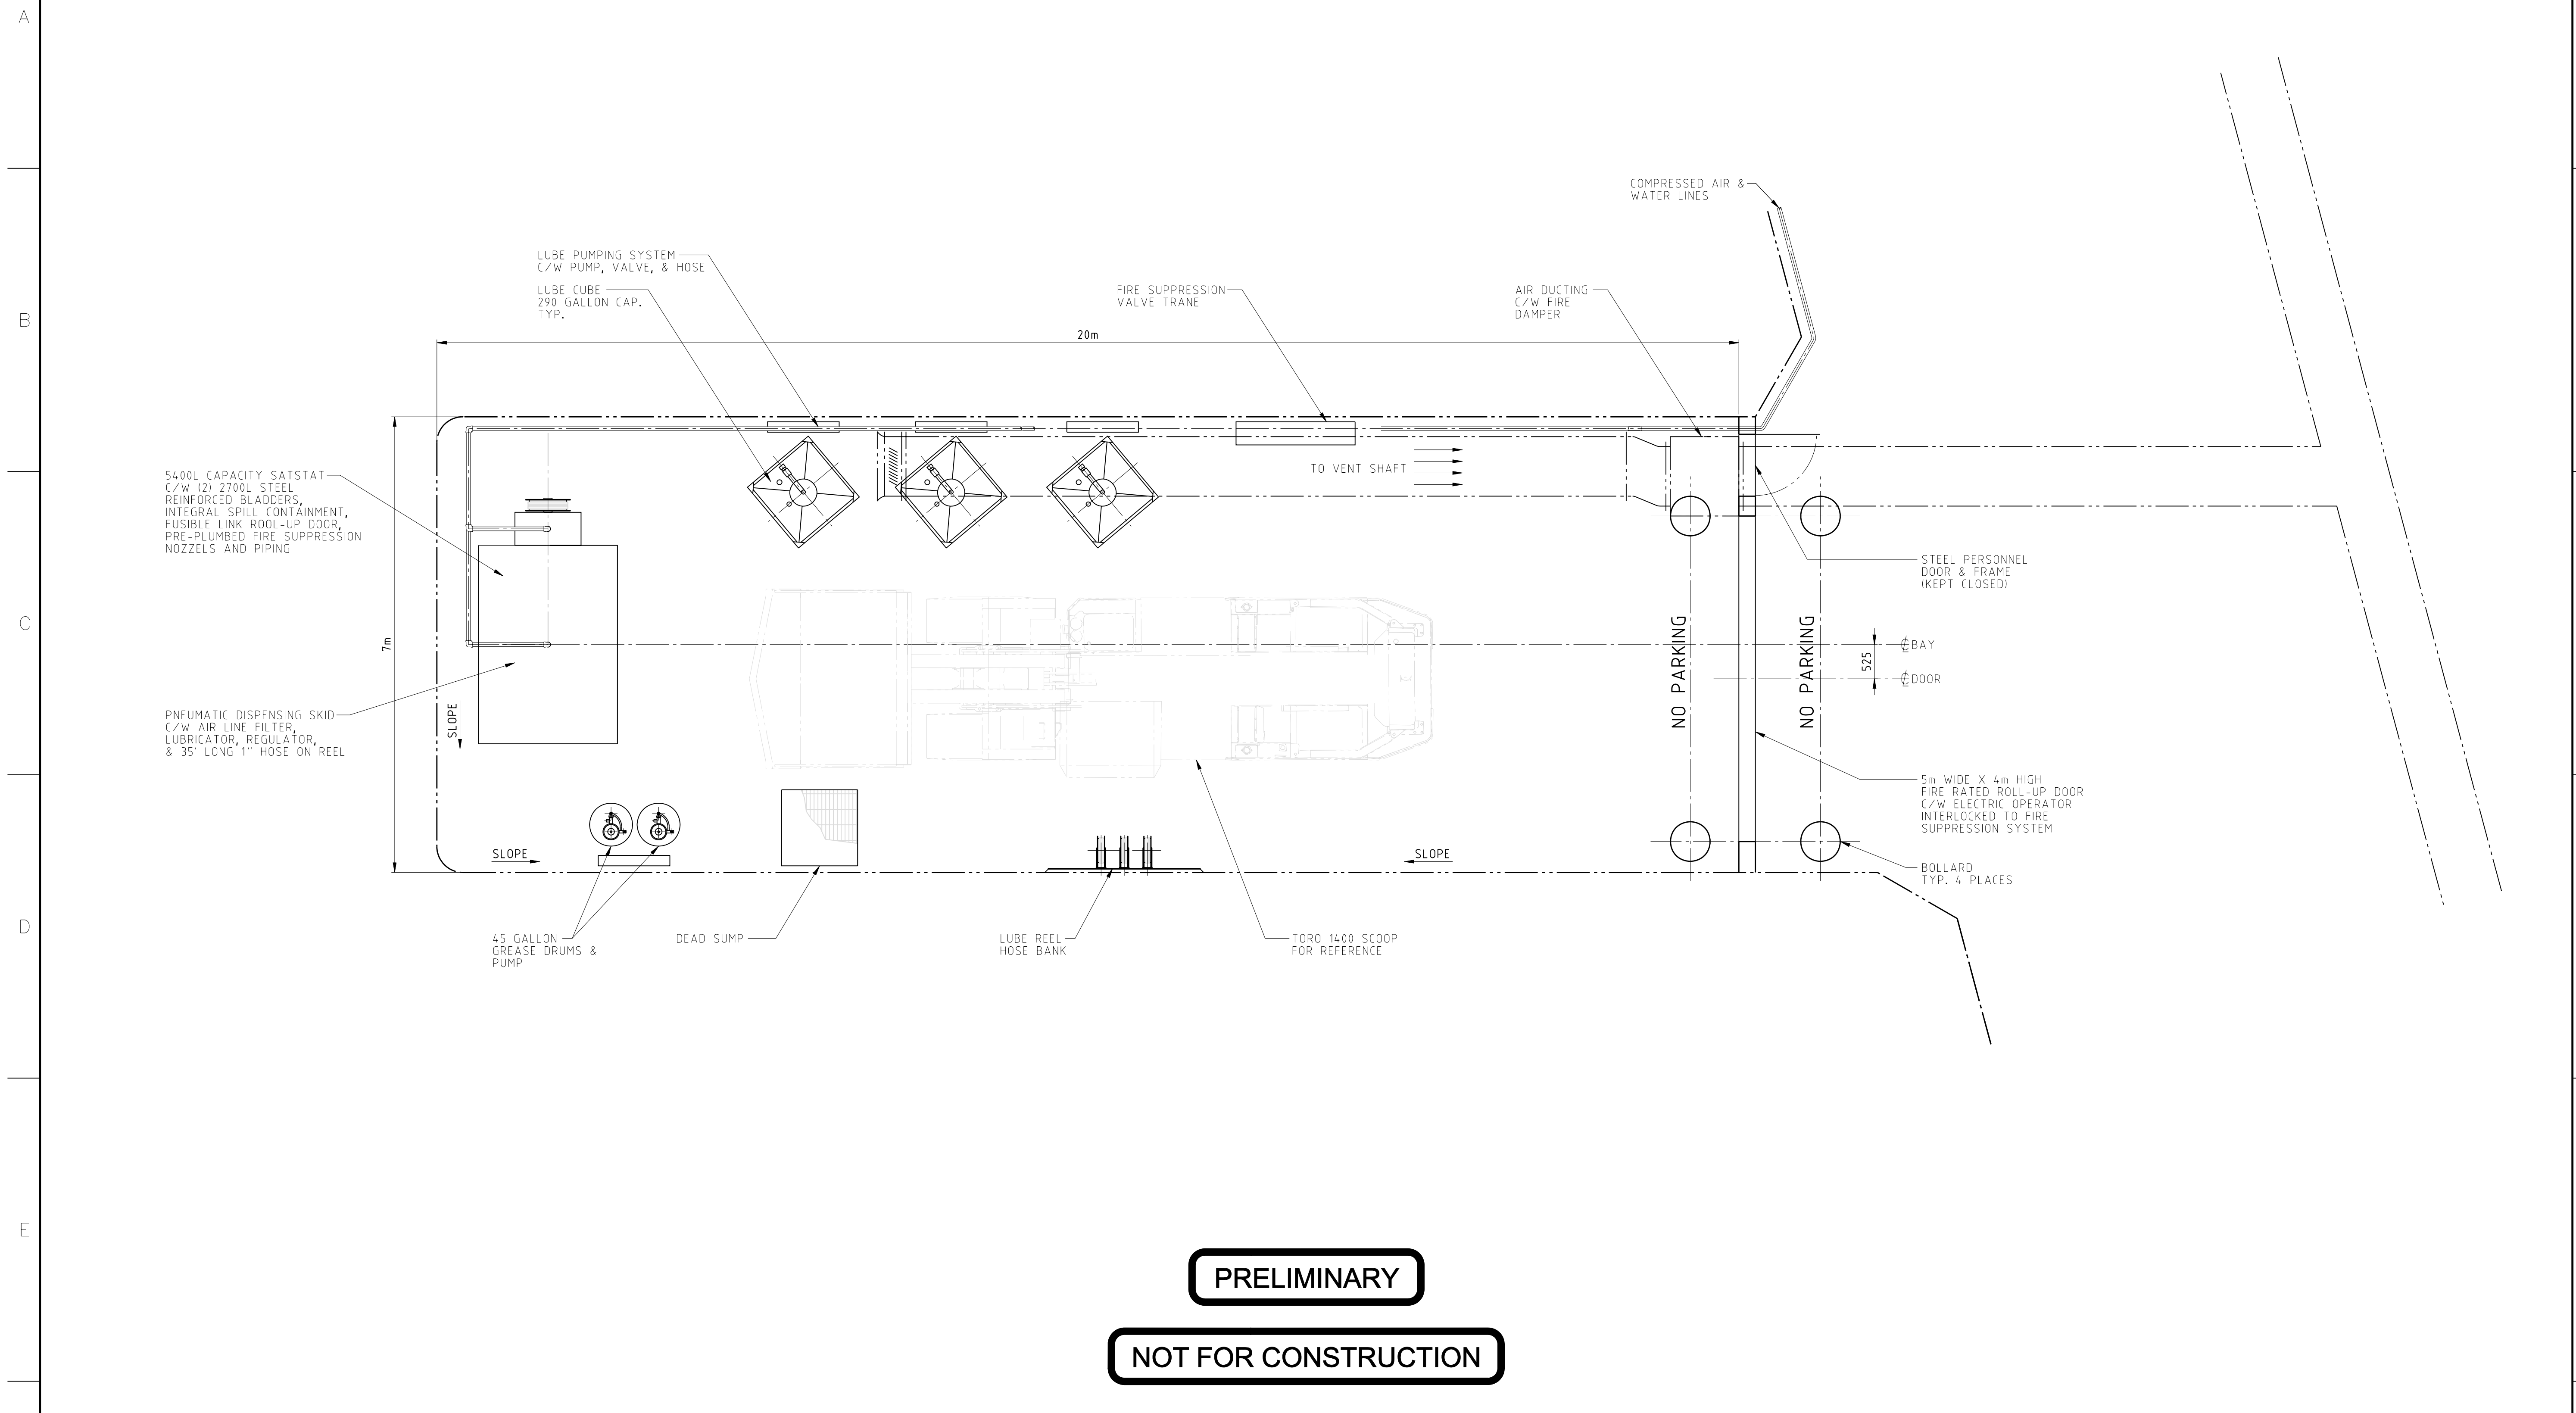 A
B
C
D
E
COMPRESSED AIR &
WATER LINES
LUBE PUMPING SYSTEM
C/W PUMP, VALVE, & HOSE
LUBE CUBE
290 GALLON CAP.
TYP.
FIRE SUPPRESSION
VALVE TRANE
AIR DUCTING
C/W FIRE
DAMPER
20m
TO VENT SHAFT
5400L CAPACITY SATSTAT
C/W (2) 2700L STEEL
REINFORCED BLADDERS,
INTEGRAL SPILL CONTAINMENT,
FUSIBLE LINK ROOL-UP DOOR,
PRE-PLUMBED FIRE SUPPRESSION
NOZZELS AND PIPING
STEEL PERSONNEL
DOOR & FRAME
(KEPT CLOSED)
7m
NO PARKING
NO PARKING
℄ BAY
525
℄ DOOR
PNEUMATIC DISPENSING SKID
C/W AIR LINE FILTER,
LUBRICATOR, REGULATOR,
& 35' LONG 1" HOSE ON REEL
SLOPE
5m WIDE X 4m HIGH
FIRE RATED ROLL-UP DOOR
C/W ELECTRIC OPERATOR
INTERLOCKED TO FIRE
SUPPRESSION SYSTEM
SLOPE
SLOPE
BOLLARD
TYP. 4 PLACES
45 GALLON
GREASE DRUMS &
PUMP
DEAD SUMP
LUBE REEL
HOSE BANK
TORO 1400 SCOOP
FOR REFERENCE
PRELIMINARY
NOT FOR CONSTRUCTION